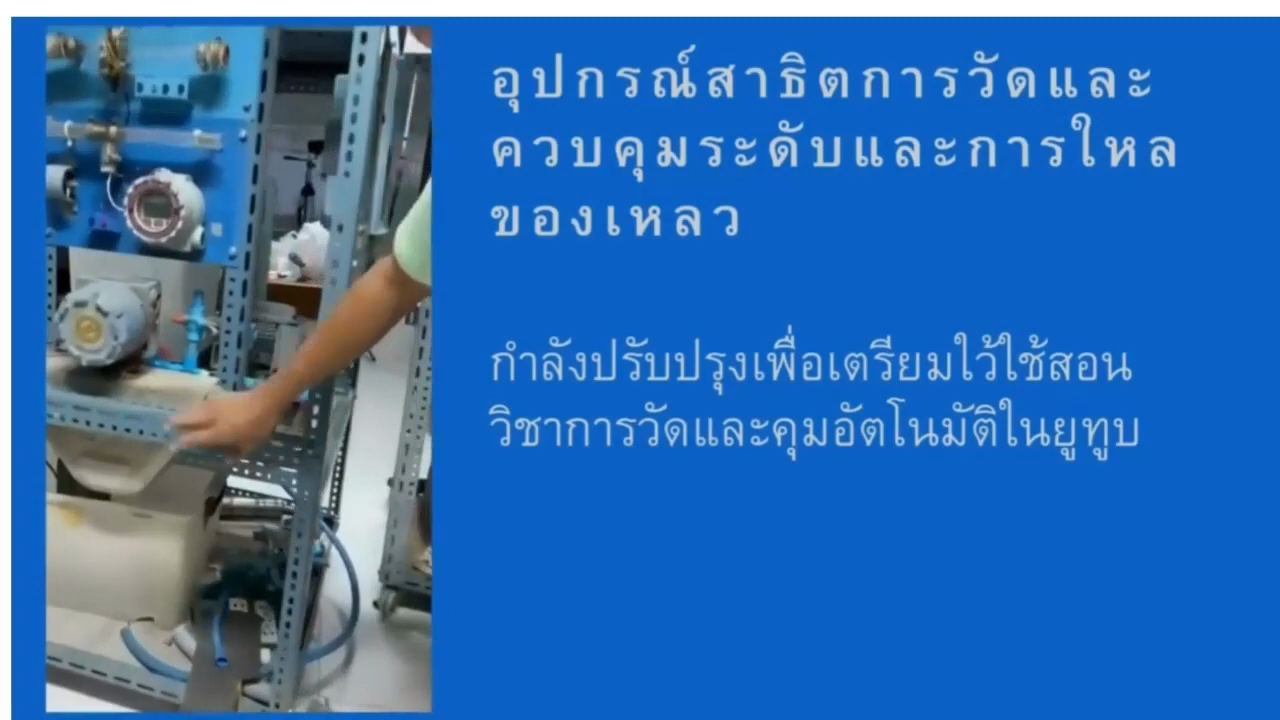 อุปกรณ์สาธิตการวัดและ
ควบคุมระดับและการใหล
ของเหลว
กำลังปรับปรุงเพื่อเตรียมใว้ใช้สอน
วิชาการวัดและคุมอัตโนมัติในยูทูบ